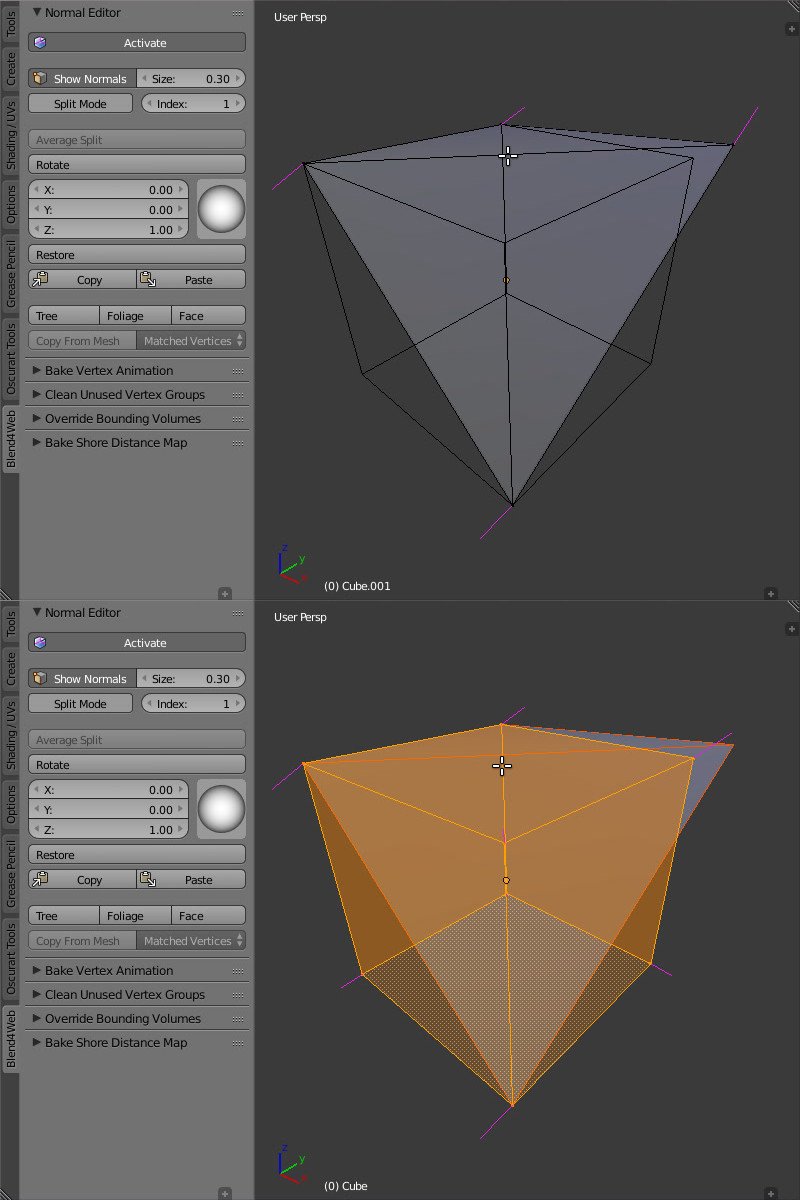 Normal Editor
Activate
Show Normals Size: 0.30
Split Mode Index: 1
Average Split
Rotate
X: 0.00
Y: 0.00
Z: 1.00
Restore
Copy Paste
Tree Foliage Face
Copy From Mesh Matched Vertices
Bake Vertex Animation
Clean Unused Vertex Groups
Override Bounding Volumes
Bake Shore Distance Map
Tools
Create
Shading / UVs
Options
Grease Pencil
Oscurart Tools
Blend4Web
User Persp
z
y
x
(0) Cube.001
Normal Editor
Activate
Show Normals Size: 0.30
Split Mode Index: 1
Average Split
Rotate
X: 0.00
Y: 0.00
Z: 1.00
Restore
Copy Paste
Tree Foliage Face
Copy From Mesh Matched Vertices
Bake Vertex Animation
Clean Unused Vertex Groups
Override Bounding Volumes
Bake Shore Distance Map
Tools
Create
Shading / UVs
Options
Grease Pencil
Oscurart Tools
Blend4Web
User Persp
z
y
x
(0) Cube